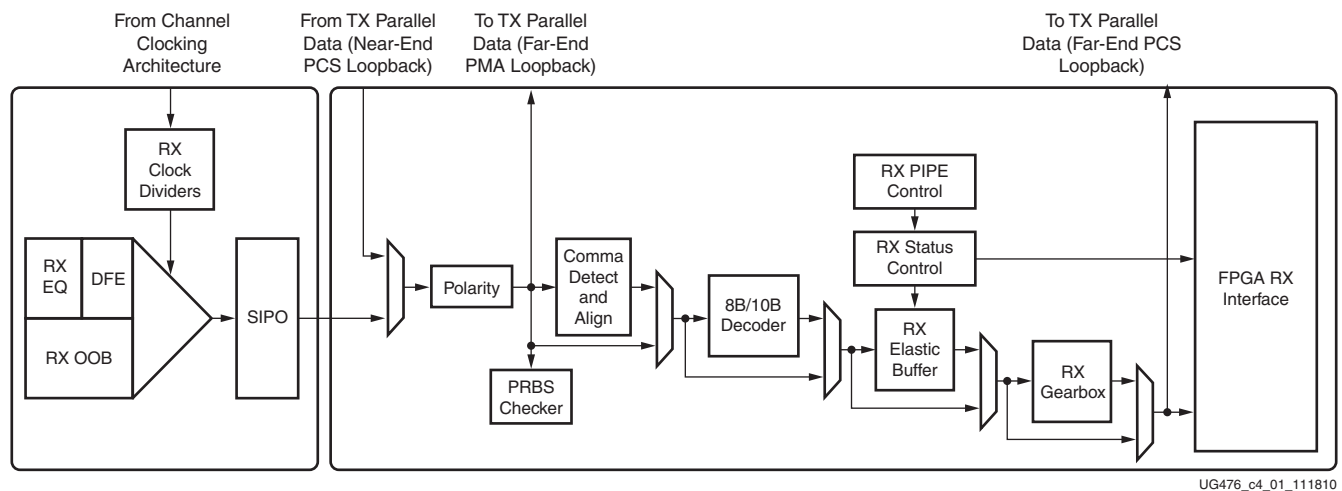 From Channel
Clocking
Architecture
From TX Parallel
Data (Near-End
PCS Loopback)
To TX Parallel
Data (Far-End
PMA Loopback)
To TX Parallel
Data (Far-End PCS
Loopback)
RX
Clock
Dividers
RX
EQ
DFE
RX OOB
SIPO
Polarity
Comma
Detect
and
Align
PRBS
Checker
8B/10B
Decoder
RX PIPE
Control
RX Status
Control
RX
Elastic
Buffer
RX
Gearbox
FPGA RX
Interface
UG476_c4_01_111810